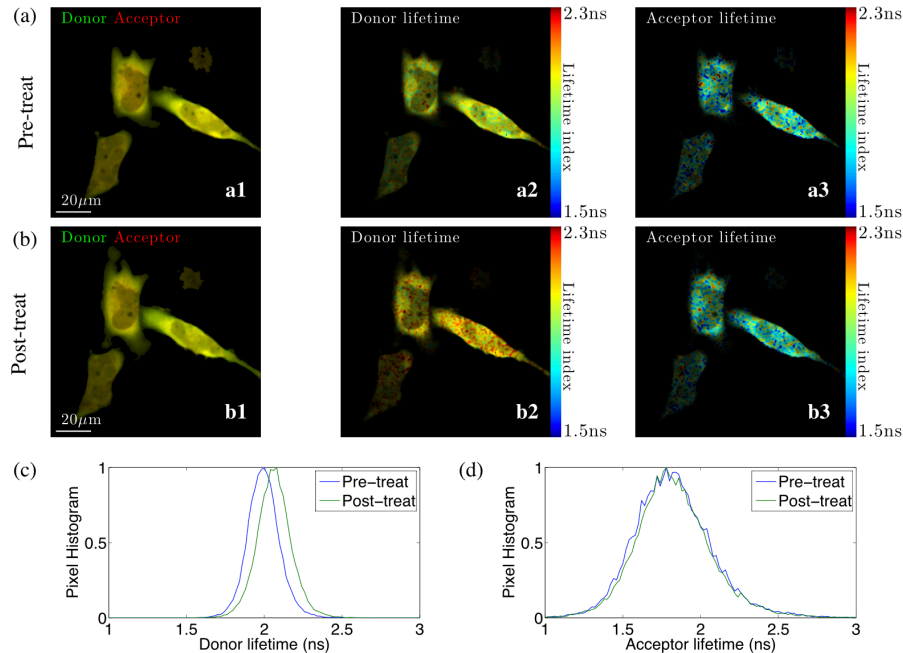 (a)
Pre-treat
Donor Acceptor
20μm
a1
Donor lifetime
a2
2.3ns
Lifetime index
1.5ns
Acceptor lifetime
a3
2.3ns
Lifetime index
1.5ns
(b)
Post-treat
Donor Acceptor
20μm
b1
Donor lifetime
b2
2.3ns
Lifetime index
1.5ns
Acceptor lifetime
b3
2.3ns
Lifetime index
1.5ns
(c)
Pixel Histogram
1
0.5
0
Pre-treat
Post-treat
1 1.5 2 2.5 3
Donor lifetime (ns)
(d)
Pixel Histogram
1
0.5
0
Pre-treat
Post-treat
1 1.5 2 2.5 3
Acceptor lifetime (ns)